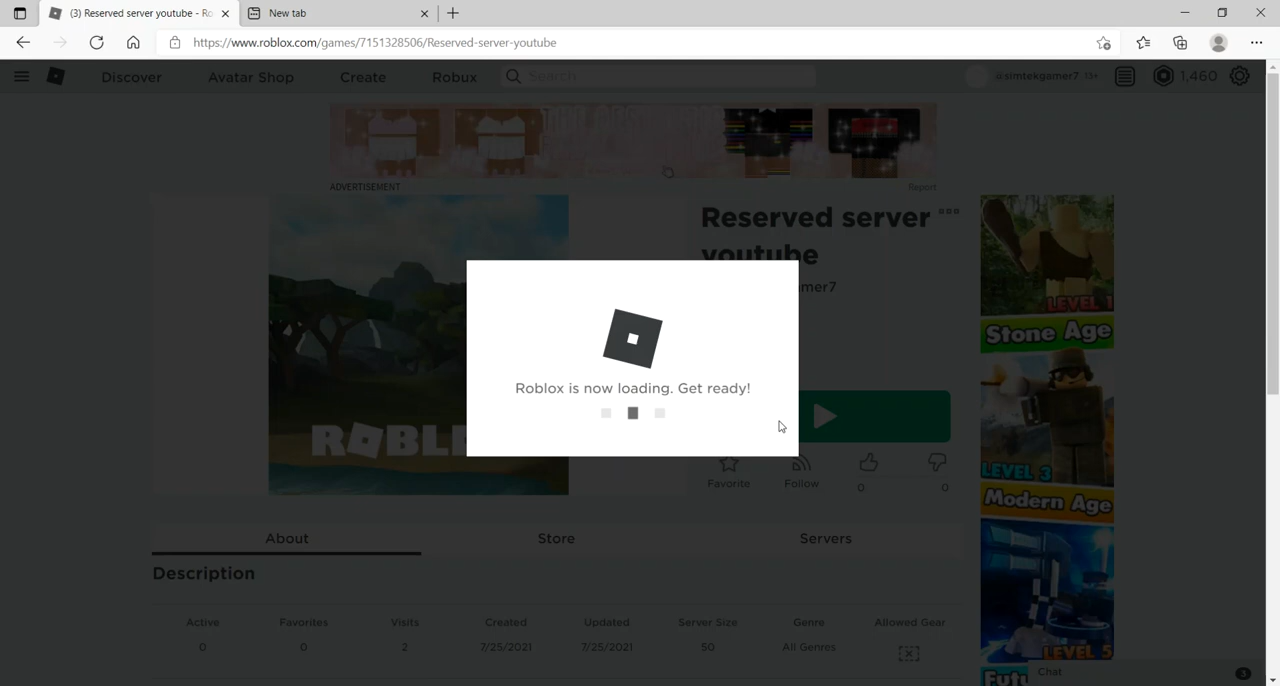 (3) Reserved server youtube - Ro
New tab
https://www.roblox.com/games/7151328506/Reserved-server-youtube
Discover
Avatar Shop
Create
Robux
Search
@simtekgamer7 13+
1,460
ADVERTISEMENT
Report
Reserved server
youtube
mer7
Roblox is now loading. Get ready!
ROBL
Favorite
Follow
0
0
LEVEL 1
Stone Age
LEVEL 3
Modern Age
LEVEL 5
Futu
About
Store
Servers
Description
Active
Favorites
Visits
Created
Updated
Server Size
Genre
Allowed Gear
0
0
2
7/25/2021
7/25/2021
50
All Genres
Chat
3